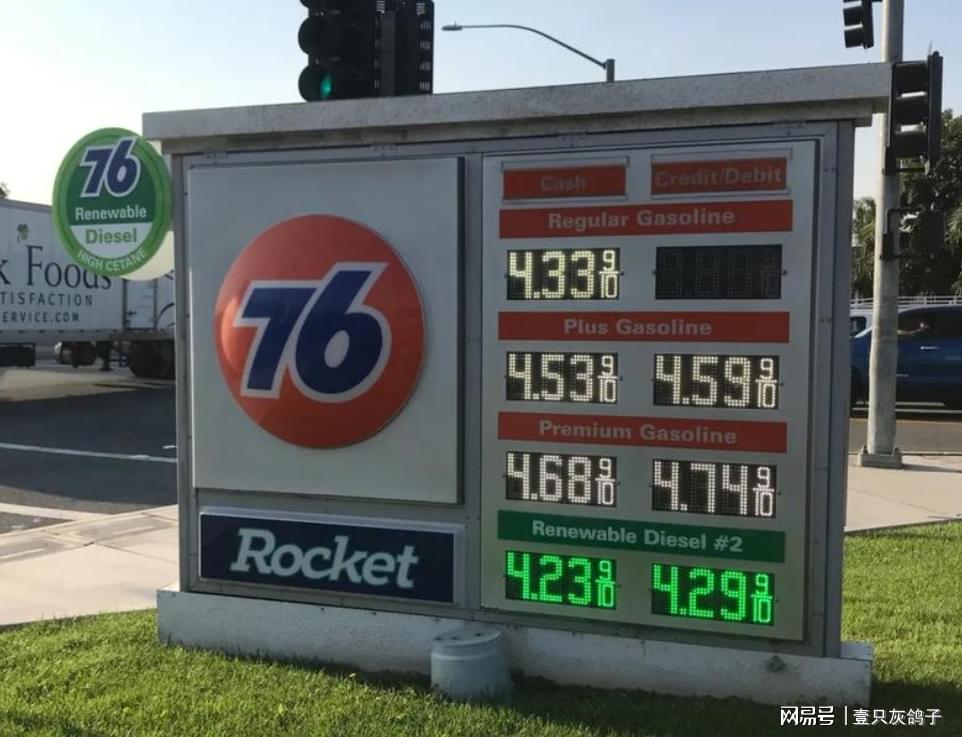 76
Renewable
Diesel
HIGH CETANE
k Foods
TISFACTION
ERVICE.COM
76
Rocket
Cash Credit/Debit
Regular Gasoline
4.33 9/10
Plus Gasoline
4.53 9/10 4.59 9/10
Premium Gasoline
4.68 9/10 4.74 9/10
Renewable Diesel #2
4.23 9/10 4.29 9/10
网易号 | 壹只灰鸽子